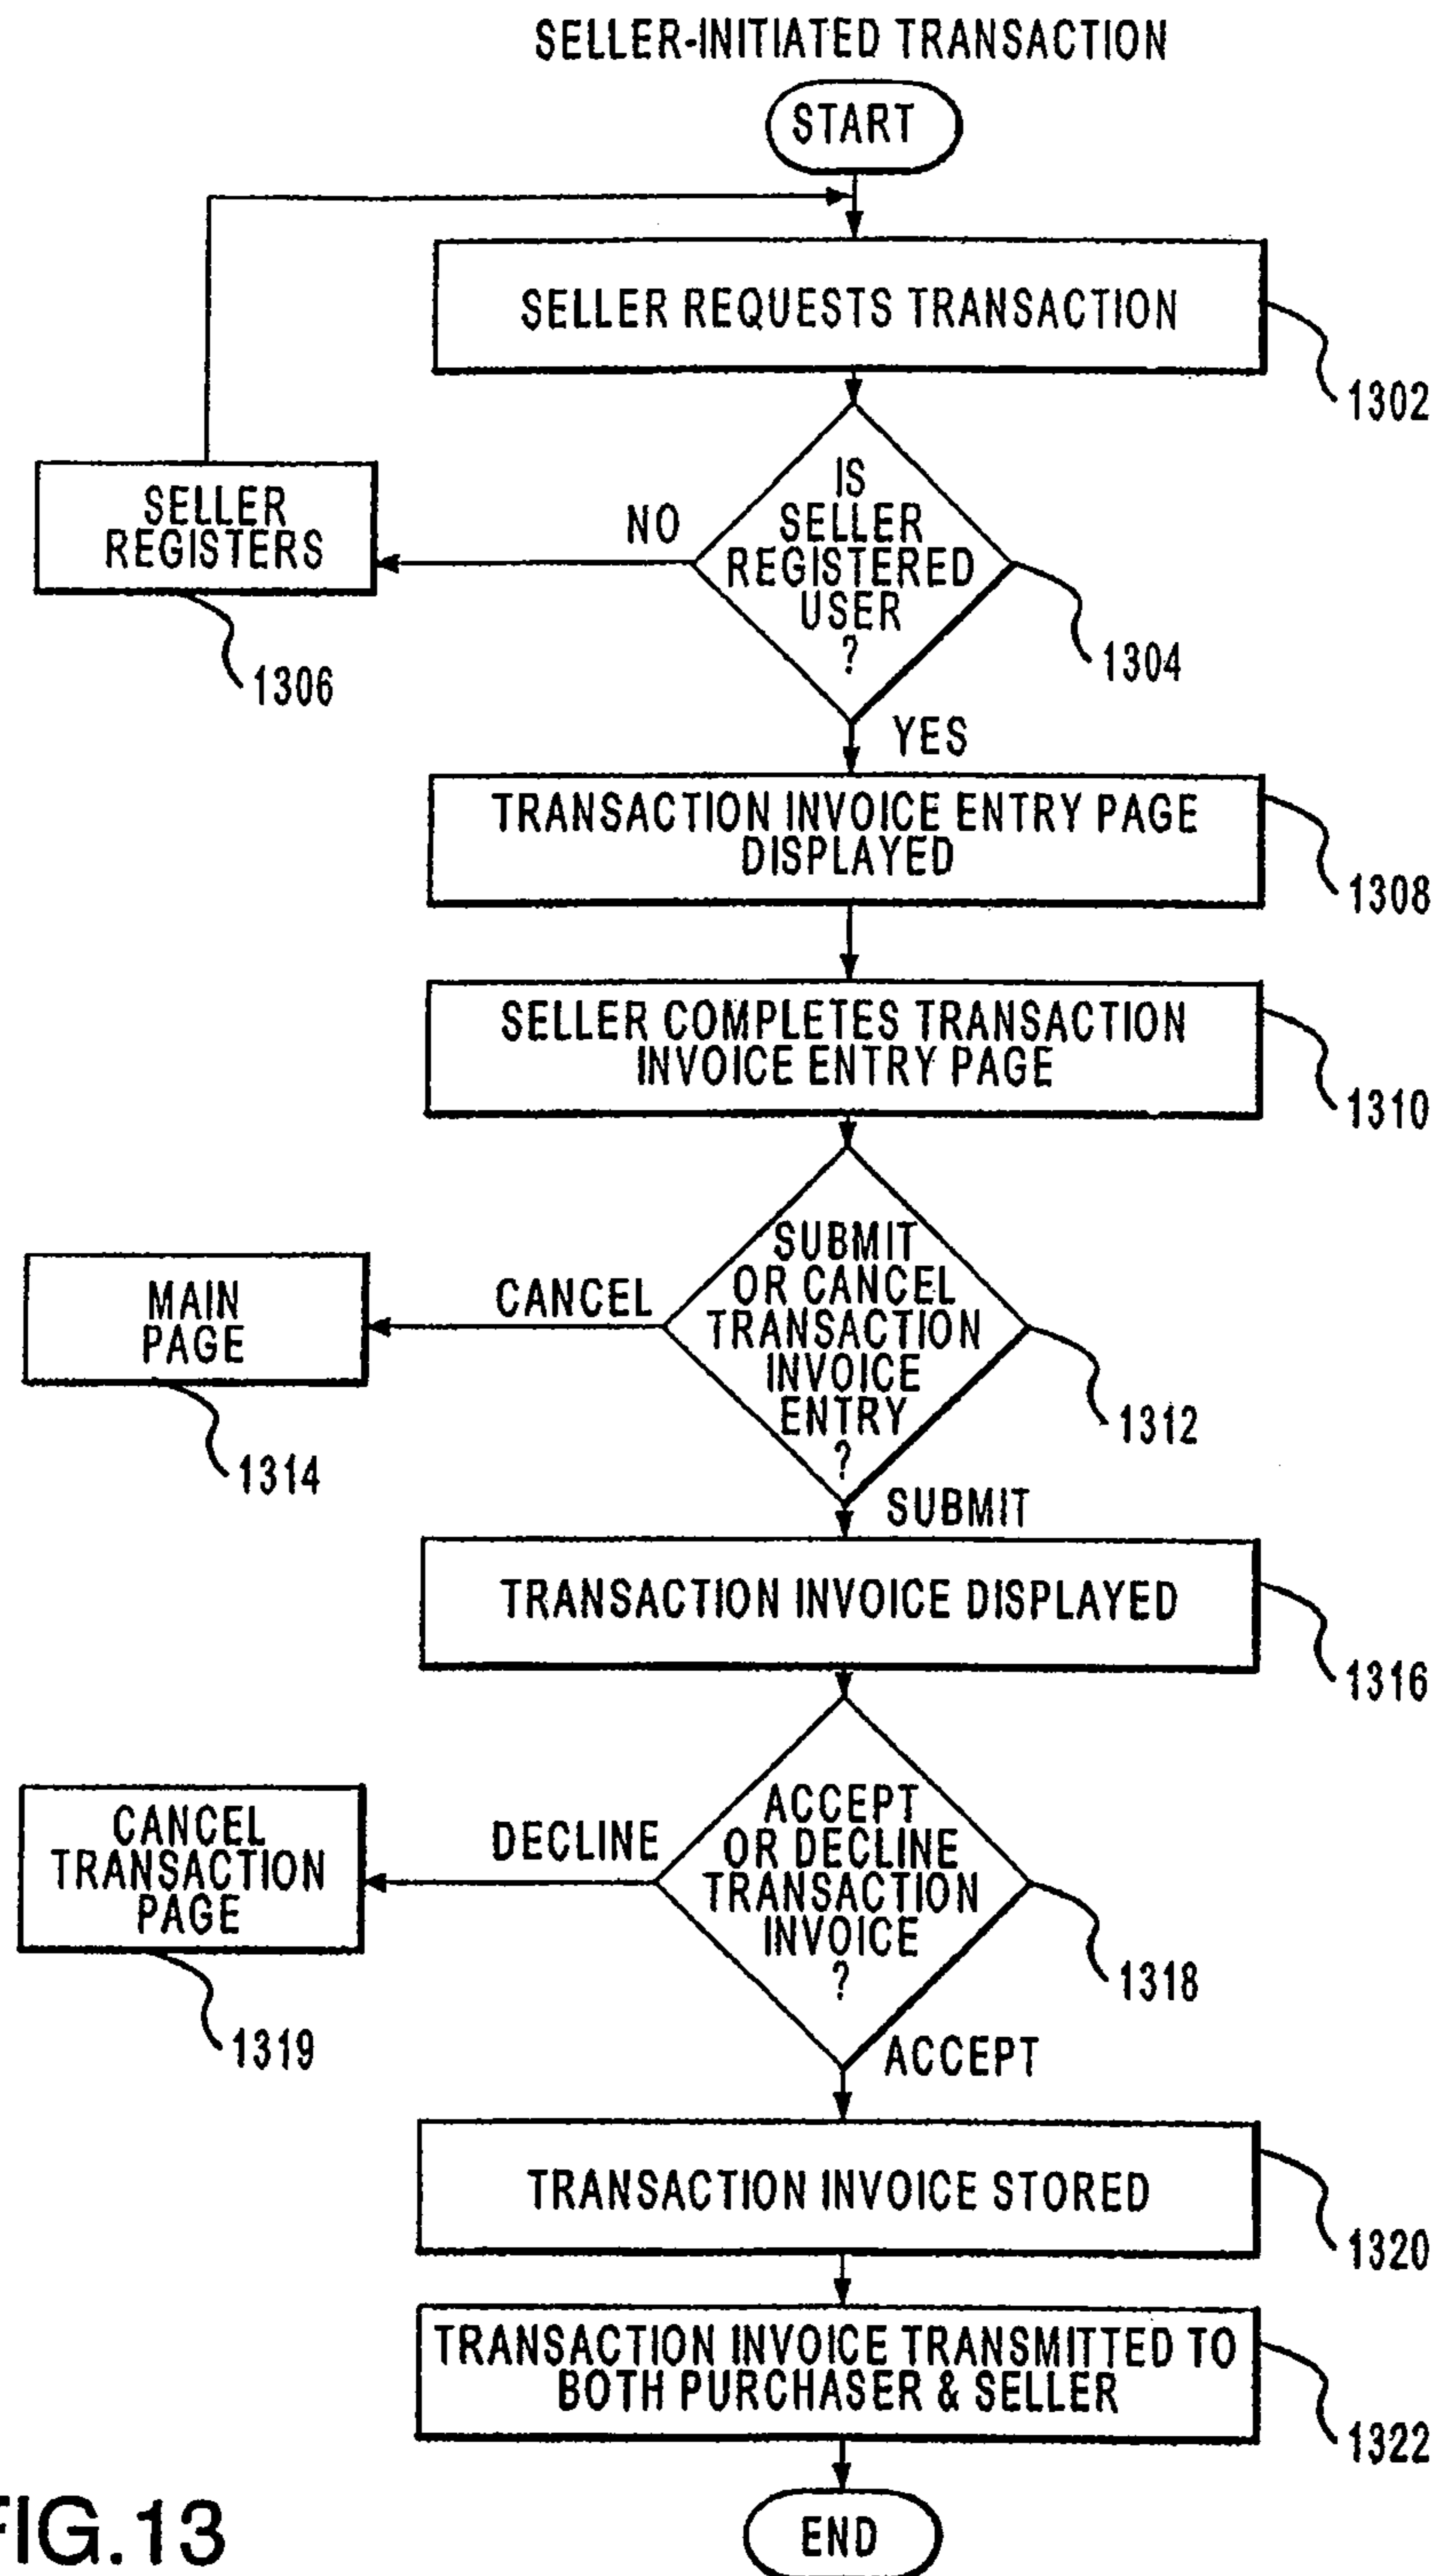 SELLER-INITIATED TRANSACTION
START
SELLER REQUESTS TRANSACTION
1302
IS
SELLER
REGISTERED
USER
?
1304
NO
SELLER
REGISTERS
1306
YES
TRANSACTION INVOICE ENTRY PAGE
DISPLAYED
1308
SELLER COMPLETES TRANSACTION
INVOICE ENTRY PAGE
1310
SUBMIT
OR CANCEL
TRANSACTION
INVOICE
ENTRY
?
1312
CANCEL
MAIN
PAGE
1314
SUBMIT
TRANSACTION INVOICE DISPLAYED
1316
ACCEPT
OR DECLINE
TRANSACTION
INVOICE
?
1318
DECLINE
CANCEL
TRANSACTION
PAGE
1319
ACCEPT
TRANSACTION INVOICE STORED
1320
TRANSACTION INVOICE TRANSMITTED TO
BOTH PURCHASER & SELLER
1322
END
FIG.13